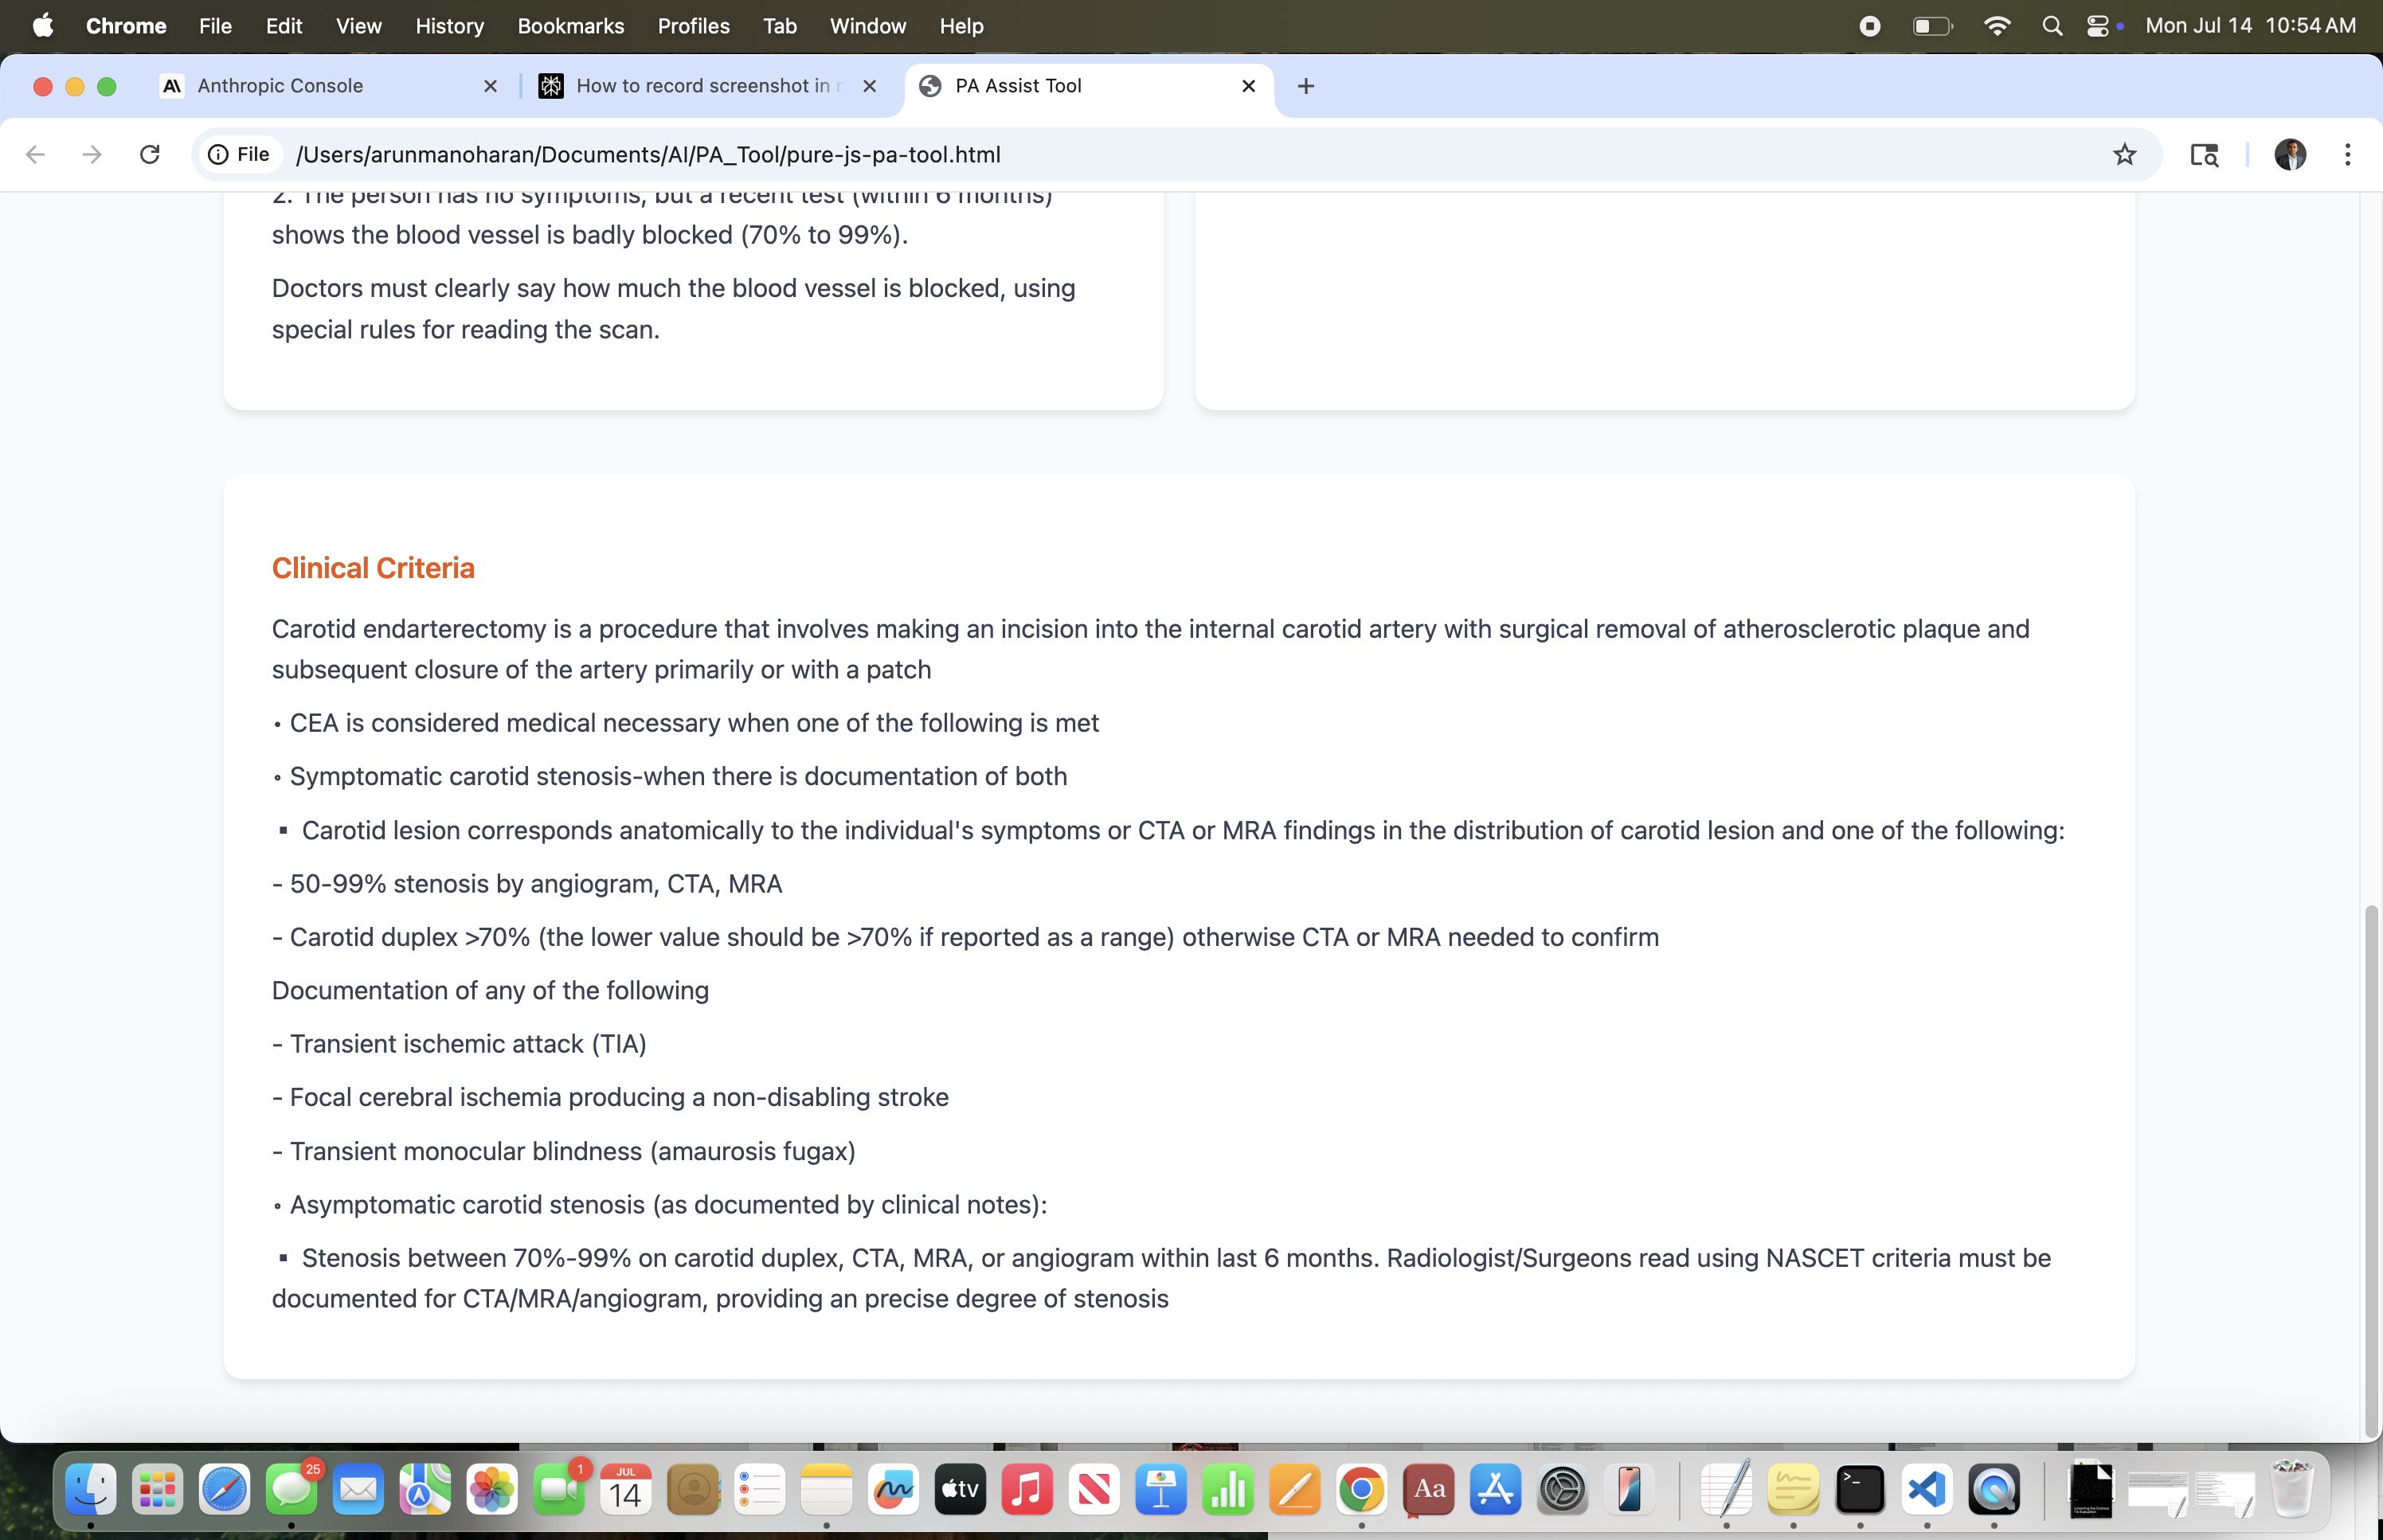 Chrome File Edit View History Bookmarks Profiles Tab Window Help Mon Jul 14 10:54 AM
Anthropic Console How to record screenshot in PA Assist Tool
File /Users/arunmanoharan/Documents/AI/PA_Tool/pure-js-pa-tool.html
2. The person has no symptoms, but a recent test (within 6 months)
shows the blood vessel is badly blocked (70% to 99%).
Doctors must clearly say how much the blood vessel is blocked, using
special rules for reading the scan.
Clinical Criteria
Carotid endarterectomy is a procedure that involves making an incision into the internal carotid artery with surgical removal of atherosclerotic plaque and
subsequent closure of the artery primarily or with a patch
• CEA is considered medical necessary when one of the following is met
◦ Symptomatic carotid stenosis-when there is documentation of both
▪ Carotid lesion corresponds anatomically to the individual's symptoms or CTA or MRA findings in the distribution of carotid lesion and one of the following:
- 50-99% stenosis by angiogram, CTA, MRA
- Carotid duplex >70% (the lower value should be >70% if reported as a range) otherwise CTA or MRA needed to confirm
Documentation of any of the following
- Transient ischemic attack (TIA)
- Focal cerebral ischemia producing a non-disabling stroke
- Transient monocular blindness (amaurosis fugax)
◦ Asymptomatic carotid stenosis (as documented by clinical notes):
▪ Stenosis between 70%-99% on carotid duplex, CTA, MRA, or angiogram within last 6 months. Radiologist/Surgeons read using NASCET criteria must be
documented for CTA/MRA/angiogram, providing an precise degree of stenosis
25 1 JUL 14 tv Aa